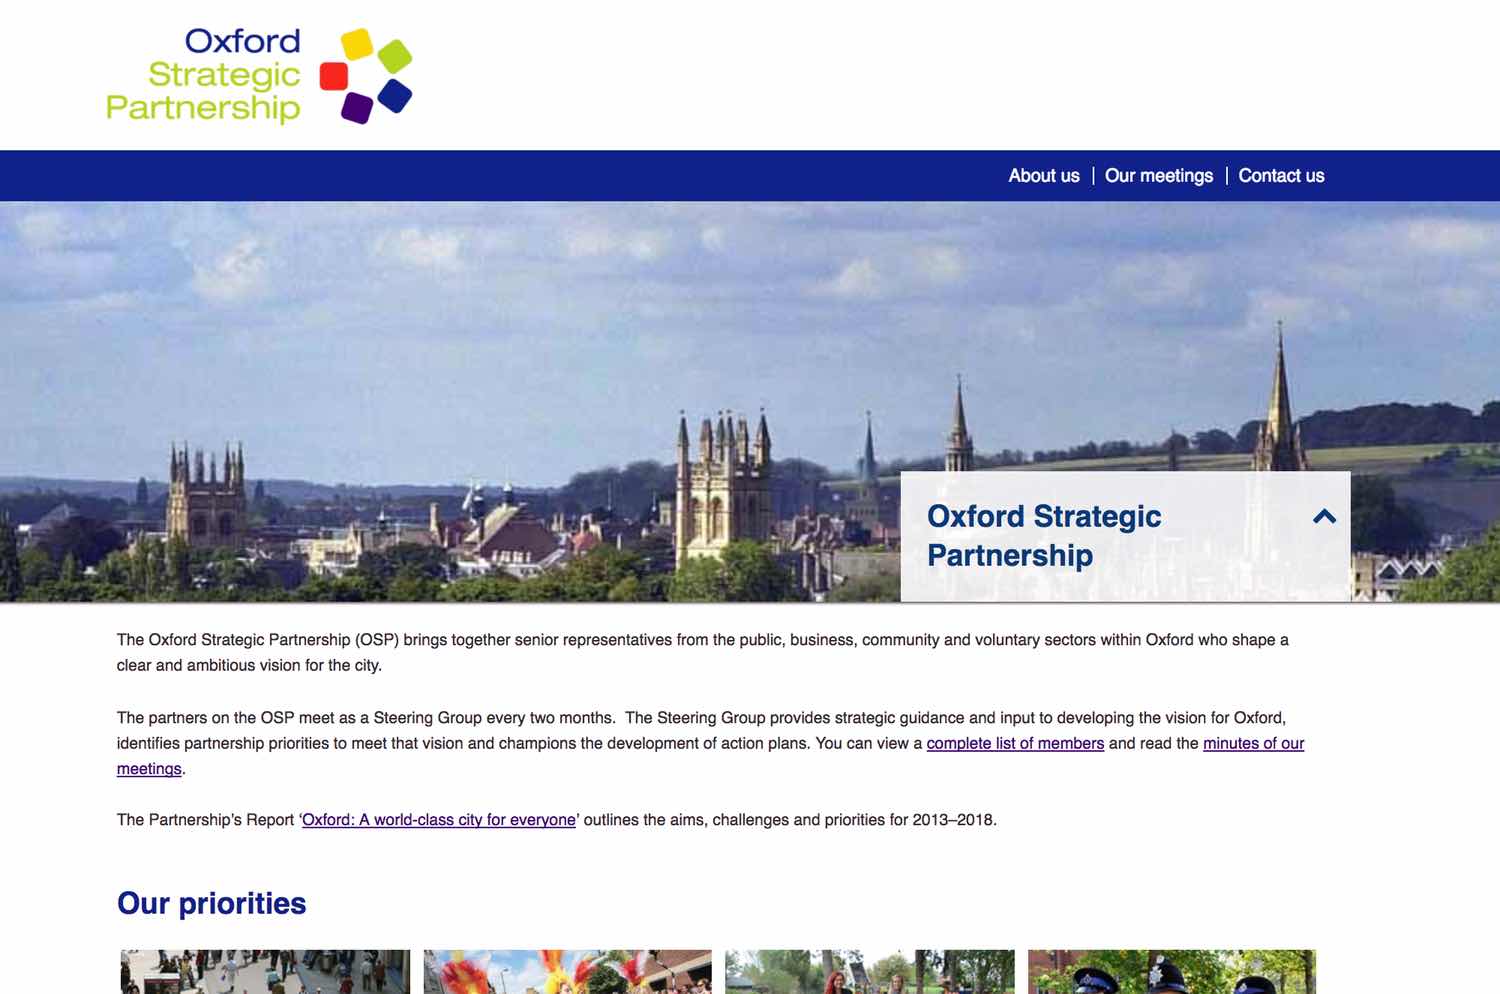 Oxford
Strategic
Partnership
About us
Our meetings
Contact us
Oxford Strategic
Partnership
The Oxford Strategic Partnership (OSP) brings together senior representatives from the public, business, community and voluntary sectors within Oxford who shape a
clear and ambitious vision for the city.
The partners on the OSP meet as a Steering Group every two months.  The Steering Group provides strategic guidance and input to developing the vision for Oxford,
identifies partnership priorities to meet that vision and champions the development of action plans. You can view a complete list of members and read the minutes of our
meetings.
The Partnership’s Report ‘Oxford: A world-class city for everyone’ outlines the aims, challenges and priorities for 2013–2018.
Our priorities